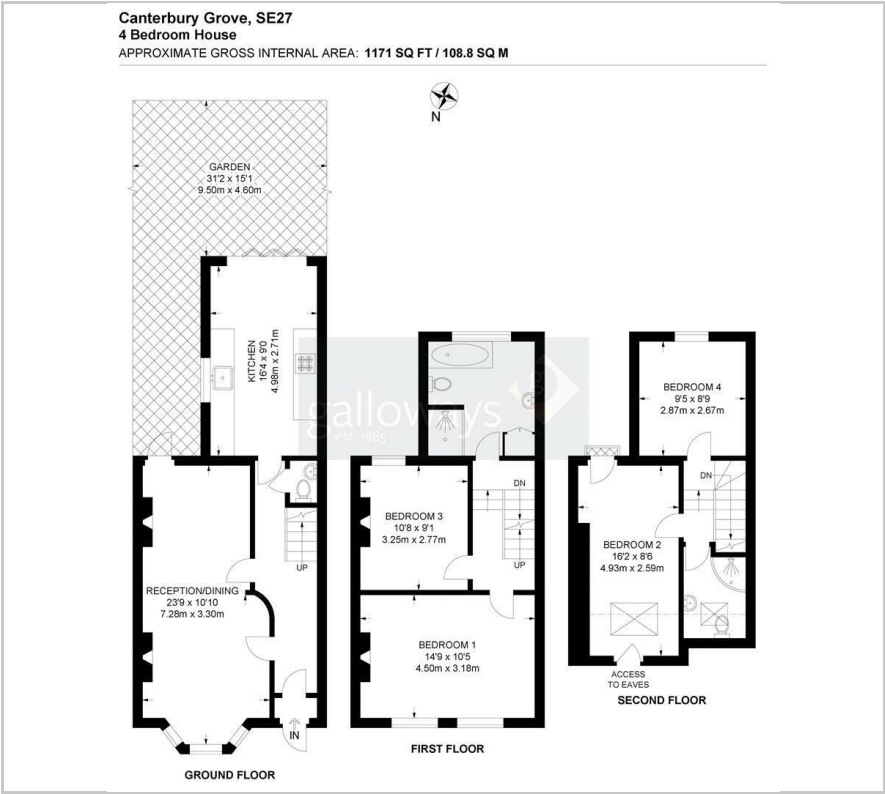 Canterbury Grove, SE27
4 Bedroom House
APPROXIMATE GROSS INTERNAL AREA: 1171 SQ FT / 108.8 SQ M
N
GARDEN
31'2 x 15'1
9.50m x 4.60m
KITCHEN
16'4 x 9'0
4.98m x 2.71m
galloways
est. 1985
gg
BEDROOM 4
9'5 x 8'9
2.87m x 2.67m
DN
DN
BEDROOM 3
10'8 x 9'1
3.25m x 2.77m
UP
UP
BEDROOM 2
16'2 x 8'6
4.93m x 2.59m
RECEPTION/DINING
23'9 x 10'10
7.28m x 3.30m
BEDROOM 1
14'9 x 10'5
4.50m x 3.18m
ACCESS
TO EAVES
SECOND FLOOR
IN
FIRST FLOOR
GROUND FLOOR